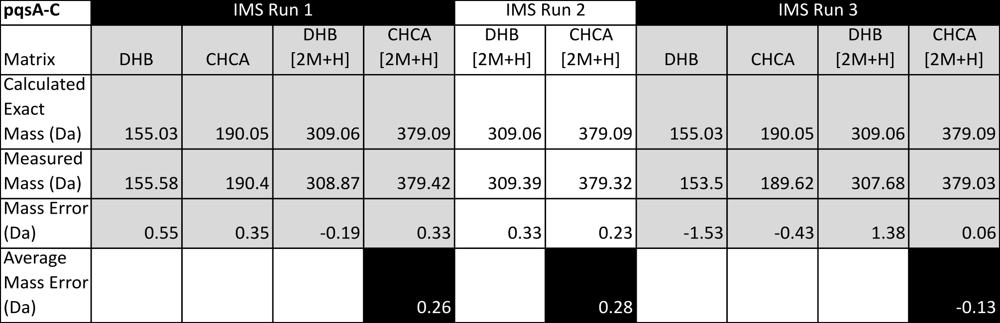 pqsA-C IMS Run 1 IMS Run 2 IMS Run 3
Matrix DHB CHCA DHB [2M+H] CHCA [2M+H] DHB [2M+H] CHCA [2M+H] DHB CHCA DHB [2M+H] CHCA [2M+H]
Calculated Exact Mass (Da) 155.03 190.05 309.06 379.09 309.06 379.09 155.03 190.05 309.06 379.09
Measured Mass (Da) 155.58 190.4 308.87 379.42 309.39 379.32 153.5 189.62 307.68 379.03
Mass Error (Da) 0.55 0.35 -0.19 0.33 0.33 0.23 -1.53 -0.43 1.38 0.06
Average Mass Error (Da) 0.26 0.28 -0.13